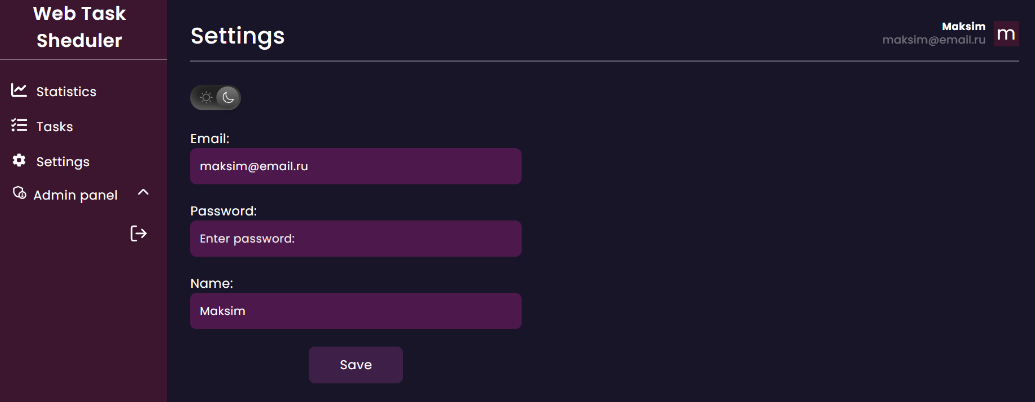 Web Task
Sheduler
Statistics
Tasks
Settings
Admin panel
Settings
Maksim
maksim@email.ru
m
Email:
maksim@email.ru
Password:
Enter password:
Name:
Maksim
Save